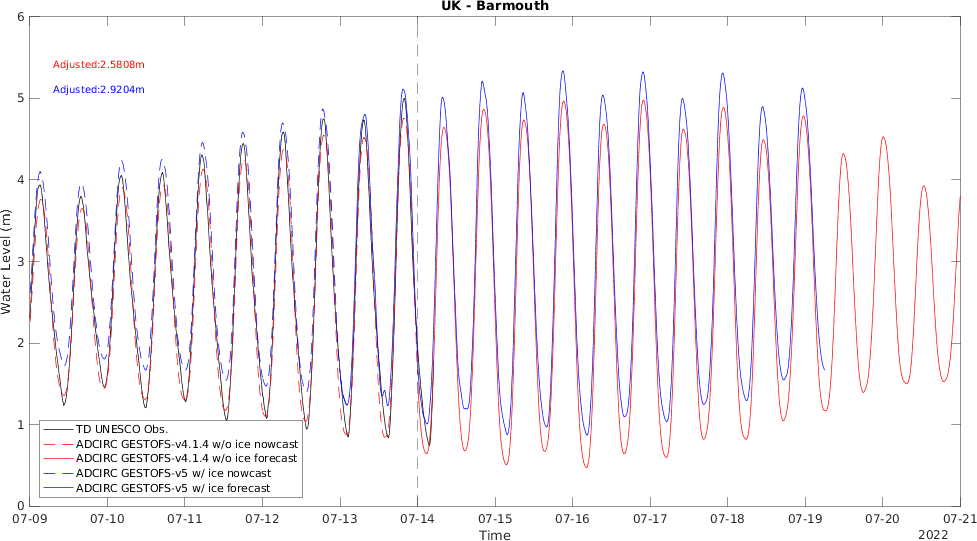 UK - Barmouth
6
5
4
3
2
1
0
Water Level (m)
Adjusted:2.5808m
Adjusted:2.9204m
TD UNESCO Obs.
ADCIRC GESTOFS-v4.1.4 w/o ice nowcast
ADCIRC GESTOFS-v4.1.4 w/o ice forecast
ADCIRC GESTOFS-v5 w/ ice nowcast
ADCIRC GESTOFS-v5 w/ ice forecast
07-09 07-10 07-11 07-12 07-13 07-14 07-15 07-16 07-17 07-18 07-19 07-20 07-21
Time
2022